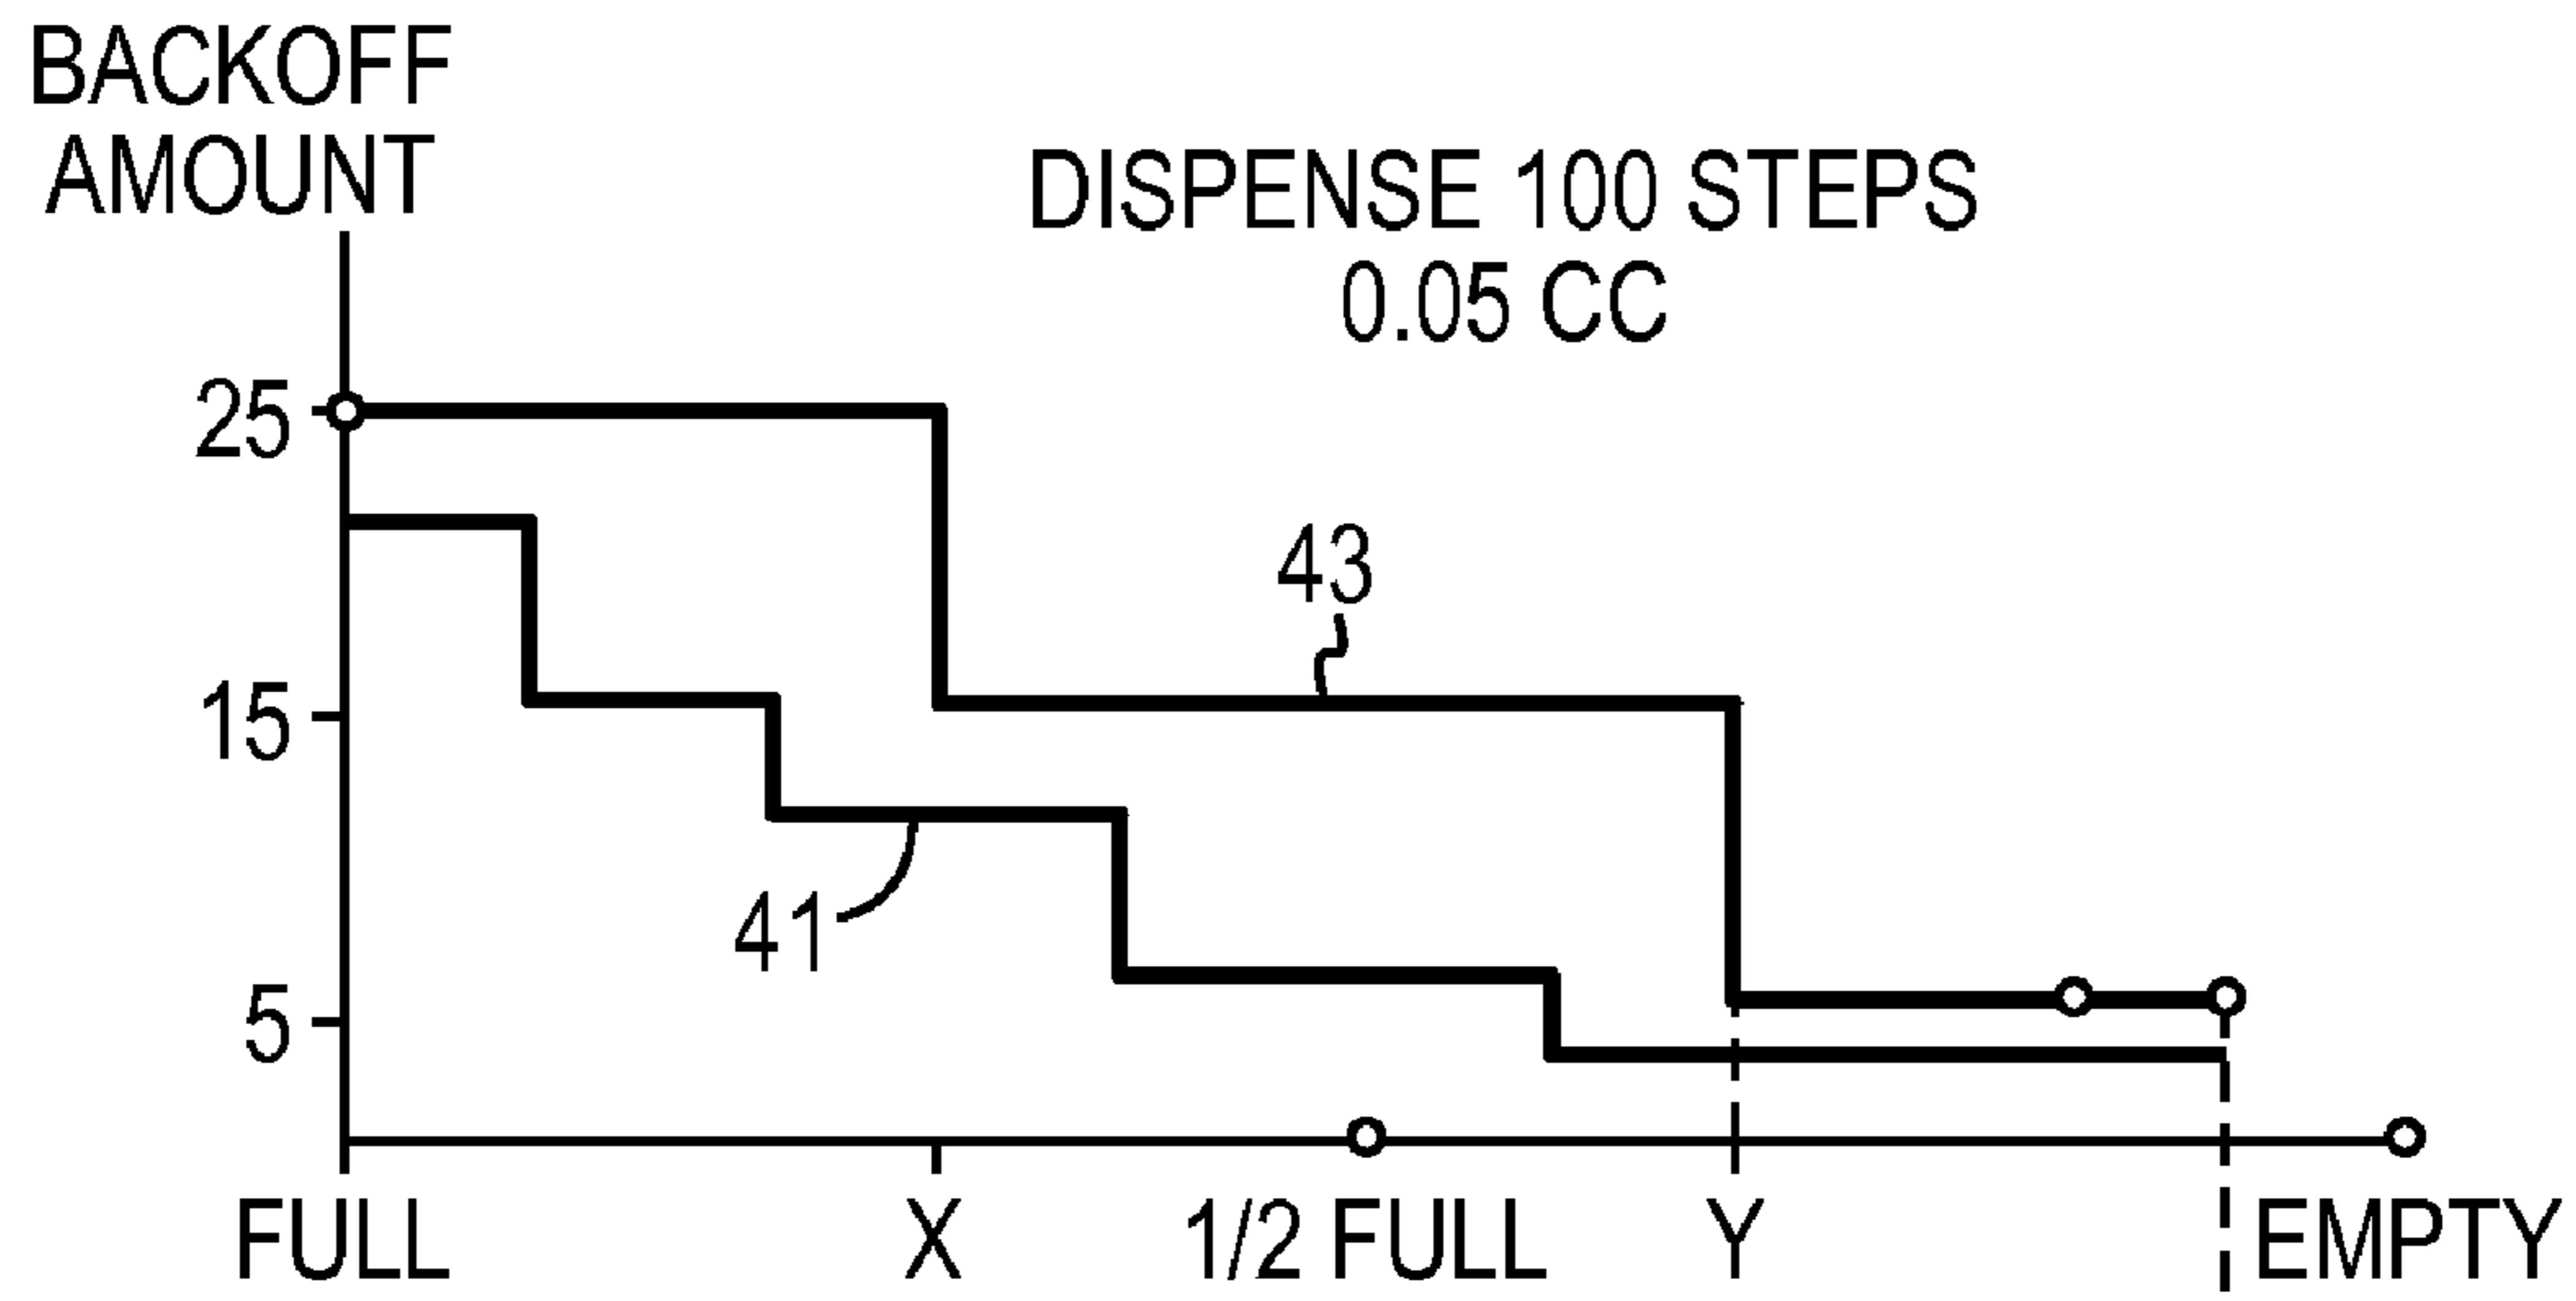 BACKOFF
AMOUNT
DISPENSE 100 STEPS
0.05 CC
25
43
15
41
5
FULL X 1/2 FULL Y EMPTY